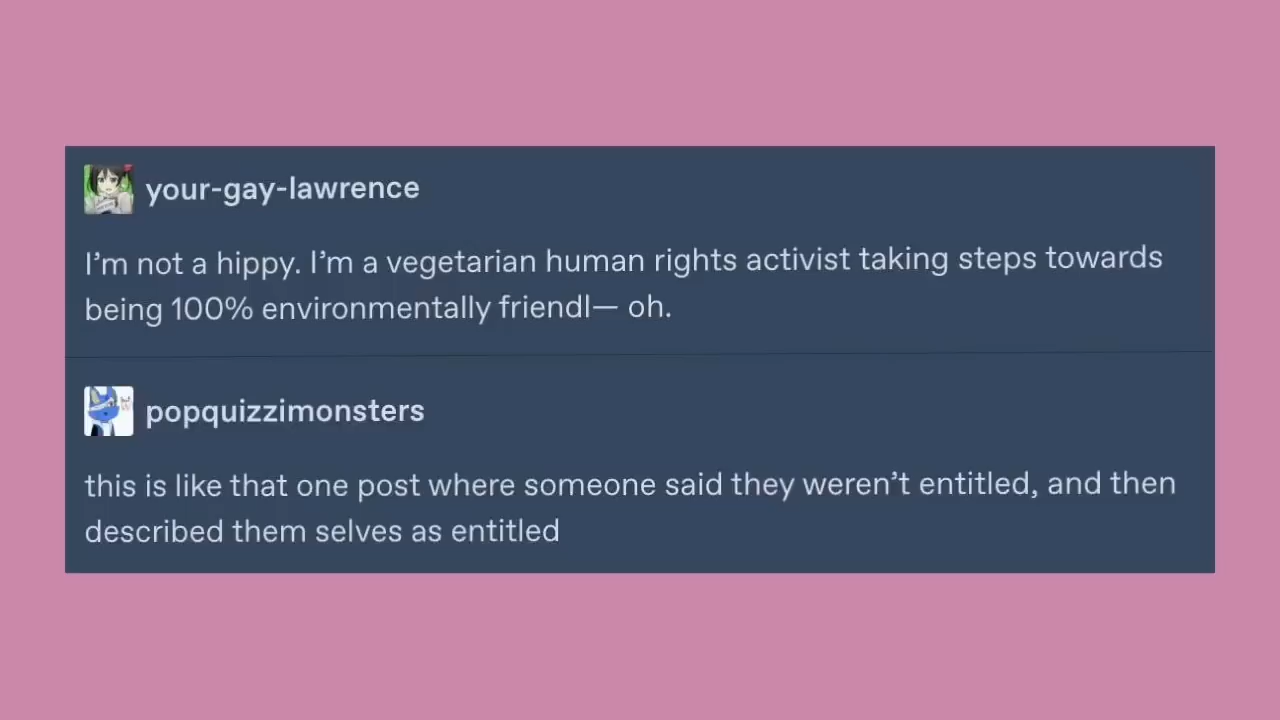 your-gay-lawrence
I’m not a hippy. I’m a vegetarian human rights activist taking steps towards
being 100% environmentally friendl— oh.
popquizzimonsters
this is like that one post where someone said they weren’t entitled, and then
described them selves as entitled